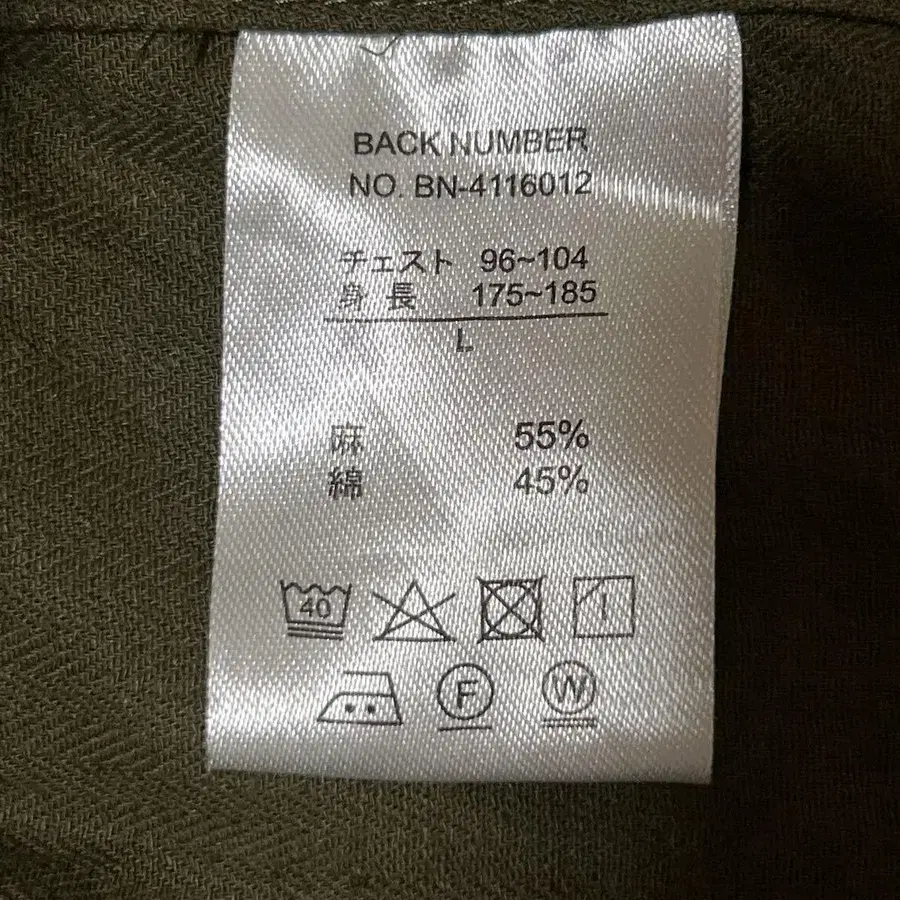 BACK NUMBER
NO. BN-4116012
チェスト 96~104
身長 175~185
L
麻 55%
綿 45%
40
F
W